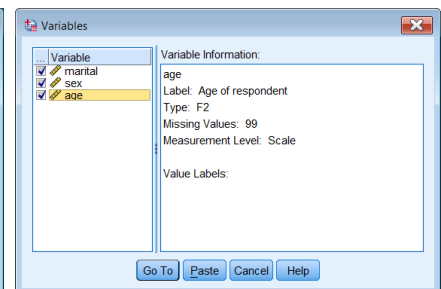 Variables
... Variable
marital
sex
age
Variable Information:
age
Label: Age of respondent
Type: F2
Missing Values: 99
Measurement Level: Scale
Value Labels:
Go To Paste Cancel Help